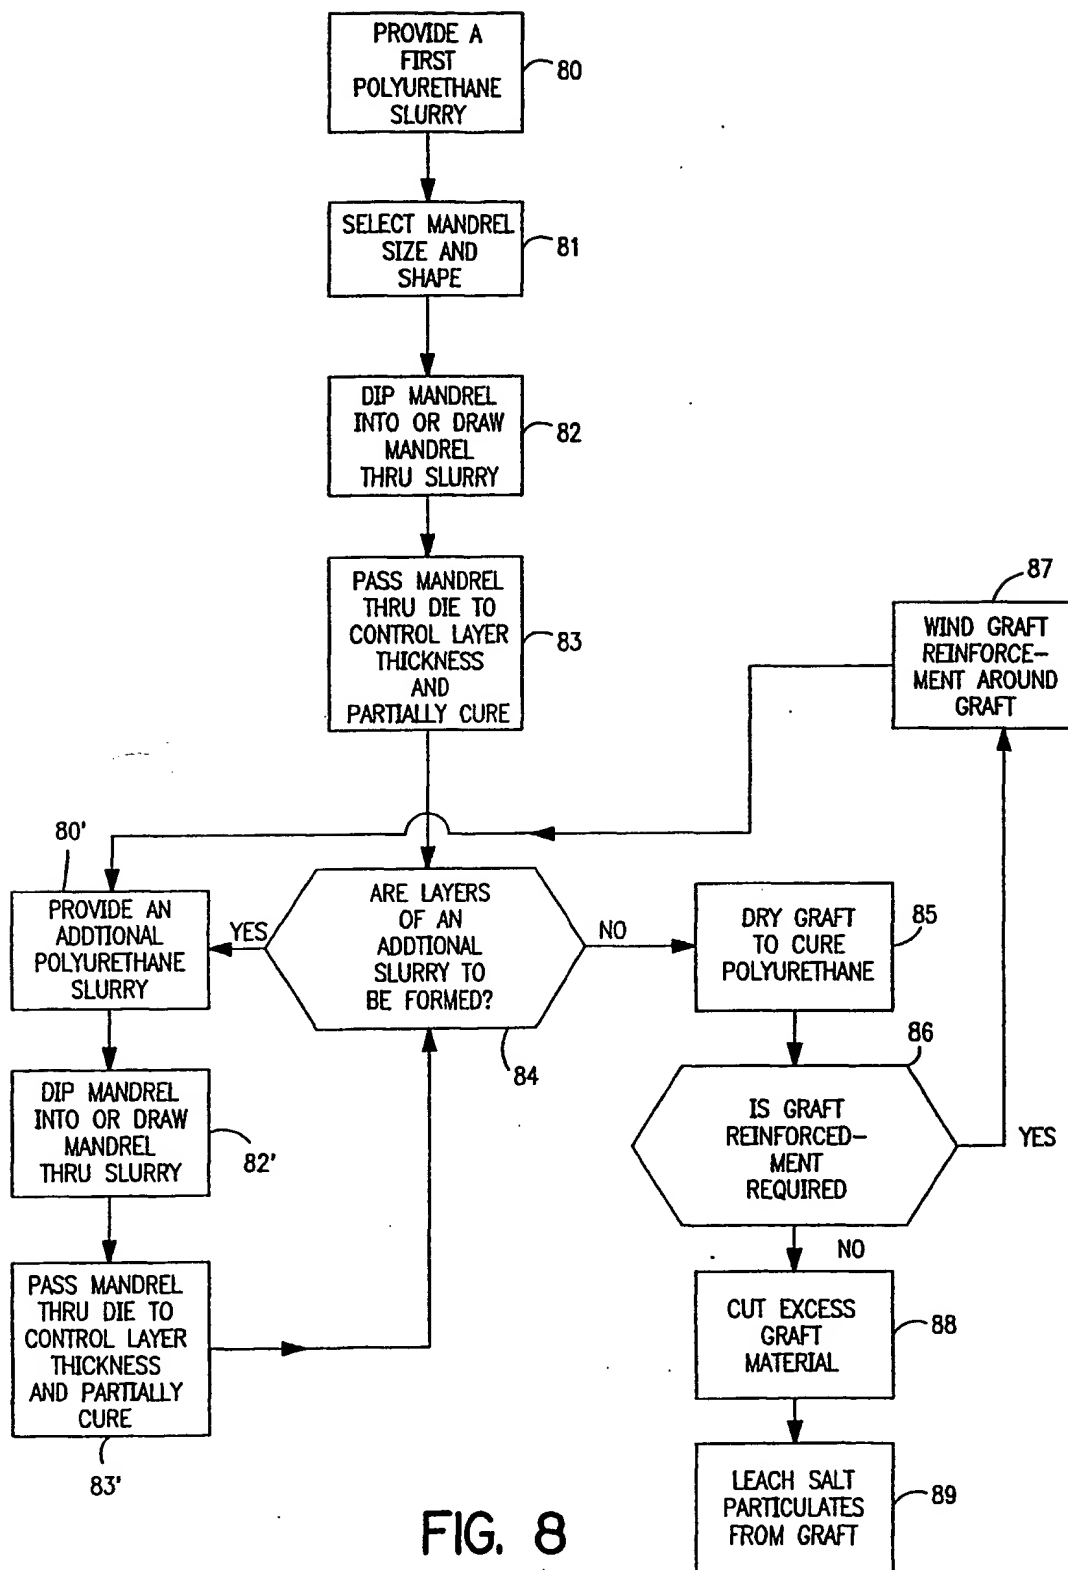 PROVIDE A
FIRST
POLYURETHANE
SLURRY
80
SELECT MANDREL
SIZE AND
SHAPE
81
DIP MANDREL
INTO OR DRAW
MANDREL
THRU SLURRY
82
PASS MANDREL
THRU DIE TO
CONTROL LAYER
THICKNESS
AND
PARTIALLY CURE
83
87
WIND GRAFT
REINFORCE-
MENT AROUND
GRAFT
80'
PROVIDE AN
ADDTIONAL
POLYURETHANE
SLURRY
YES
ARE LAYERS
OF AN
ADDTIONAL
SLURRY TO
BE FORMED?
84
NO
DRY GRAFT
TO CURE
POLYURETHANE
85
DIP MANDREL
INTO OR DRAW
MANDREL
THRU SLURRY
82'
86
IS GRAFT
REINFORCED-
MENT
REQUIRED
YES
NO
PASS MANDREL
THRU DIE TO
CONTROL LAYER
THICKNESS
AND PARTIALLY
CURE
83'
CUT EXCESS
GRAFT
MATERIAL
88
LEACH SALT
PARTICULATES
FROM GRAFT
89
FIG. 8